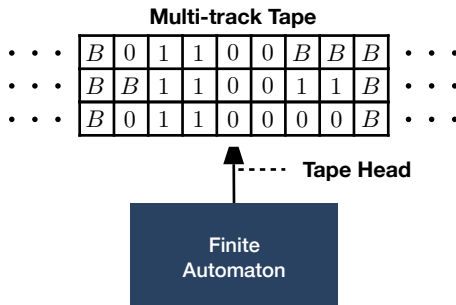 Multi-track Tape
· · · B 0 1 1 0 0 B B B · · ·
· · · B B 1 1 0 0 1 1 B · · ·
· · · B 0 1 1 0 0 0 0 B · · ·
Tape Head
Finite
Automaton